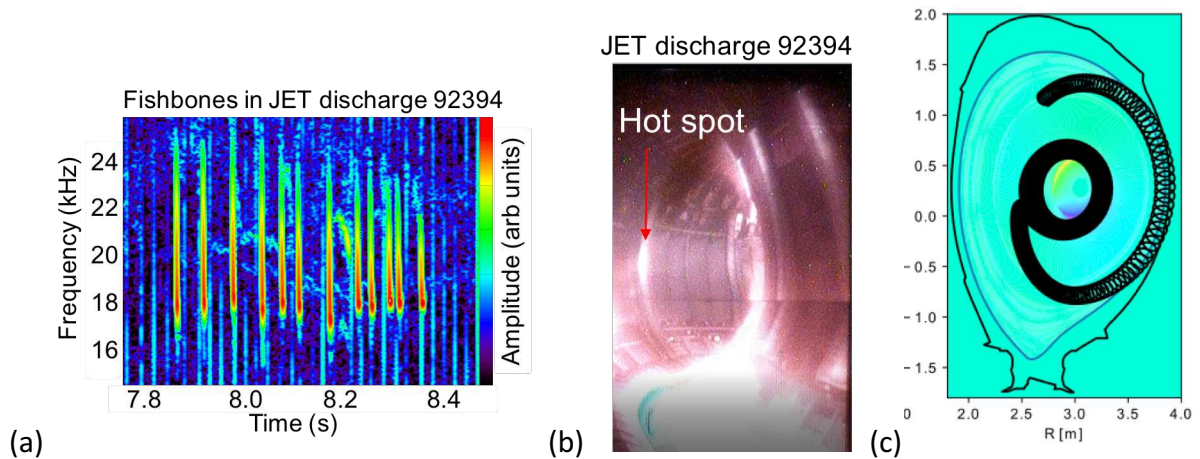 Fishbones in JET discharge 92394
Frequency (kHz)
24
22
20
18
16
7.8 8.0 8.2 8.4
Time (s)
Amplitude (arb units)
(a)
JET discharge 92394
Hot spot
(b)
2.0
1.5
1.0
0.5
0.0
−0.5
−1.0
−1.5
0 2.0 2.5 3.0 3.5 4.0
R [m]
(c)